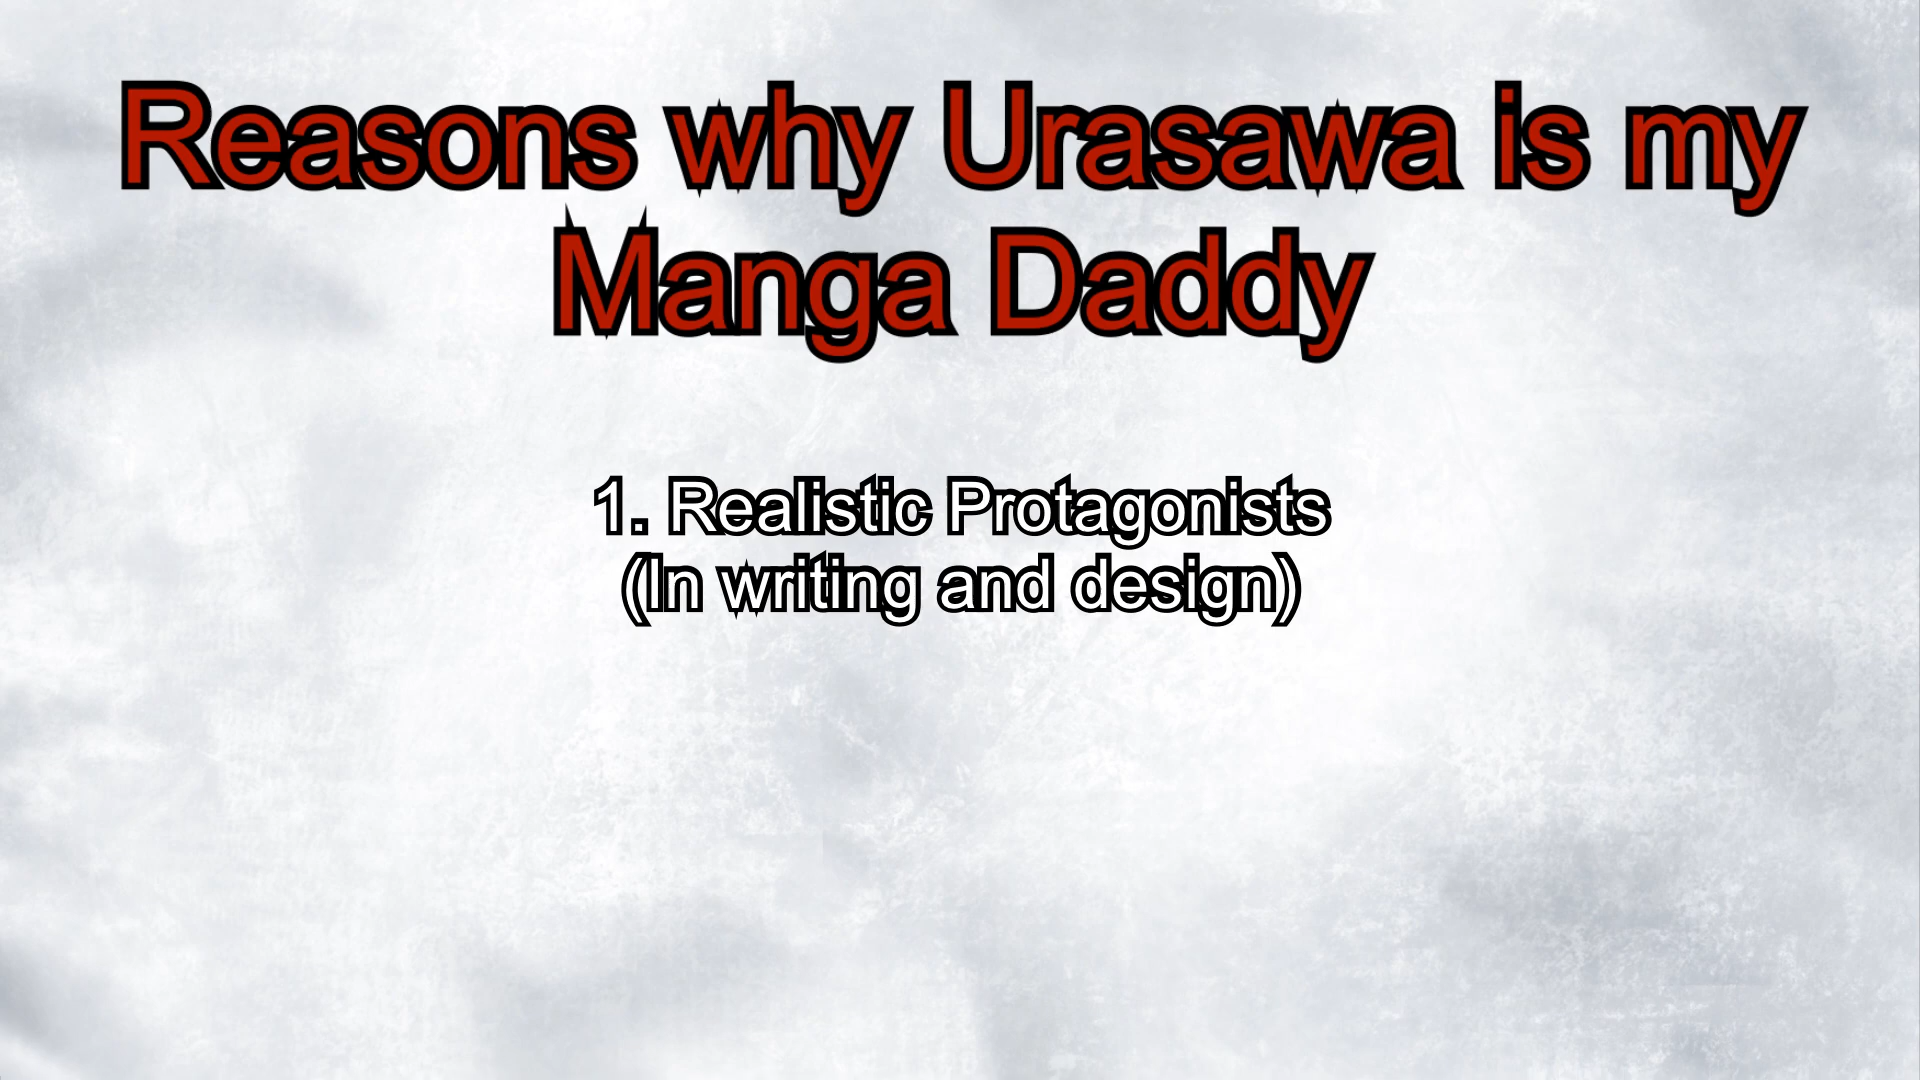 Reasons why Urasawa is my
Manga Daddy
1. Realistic Protagonists
(In writing and design)